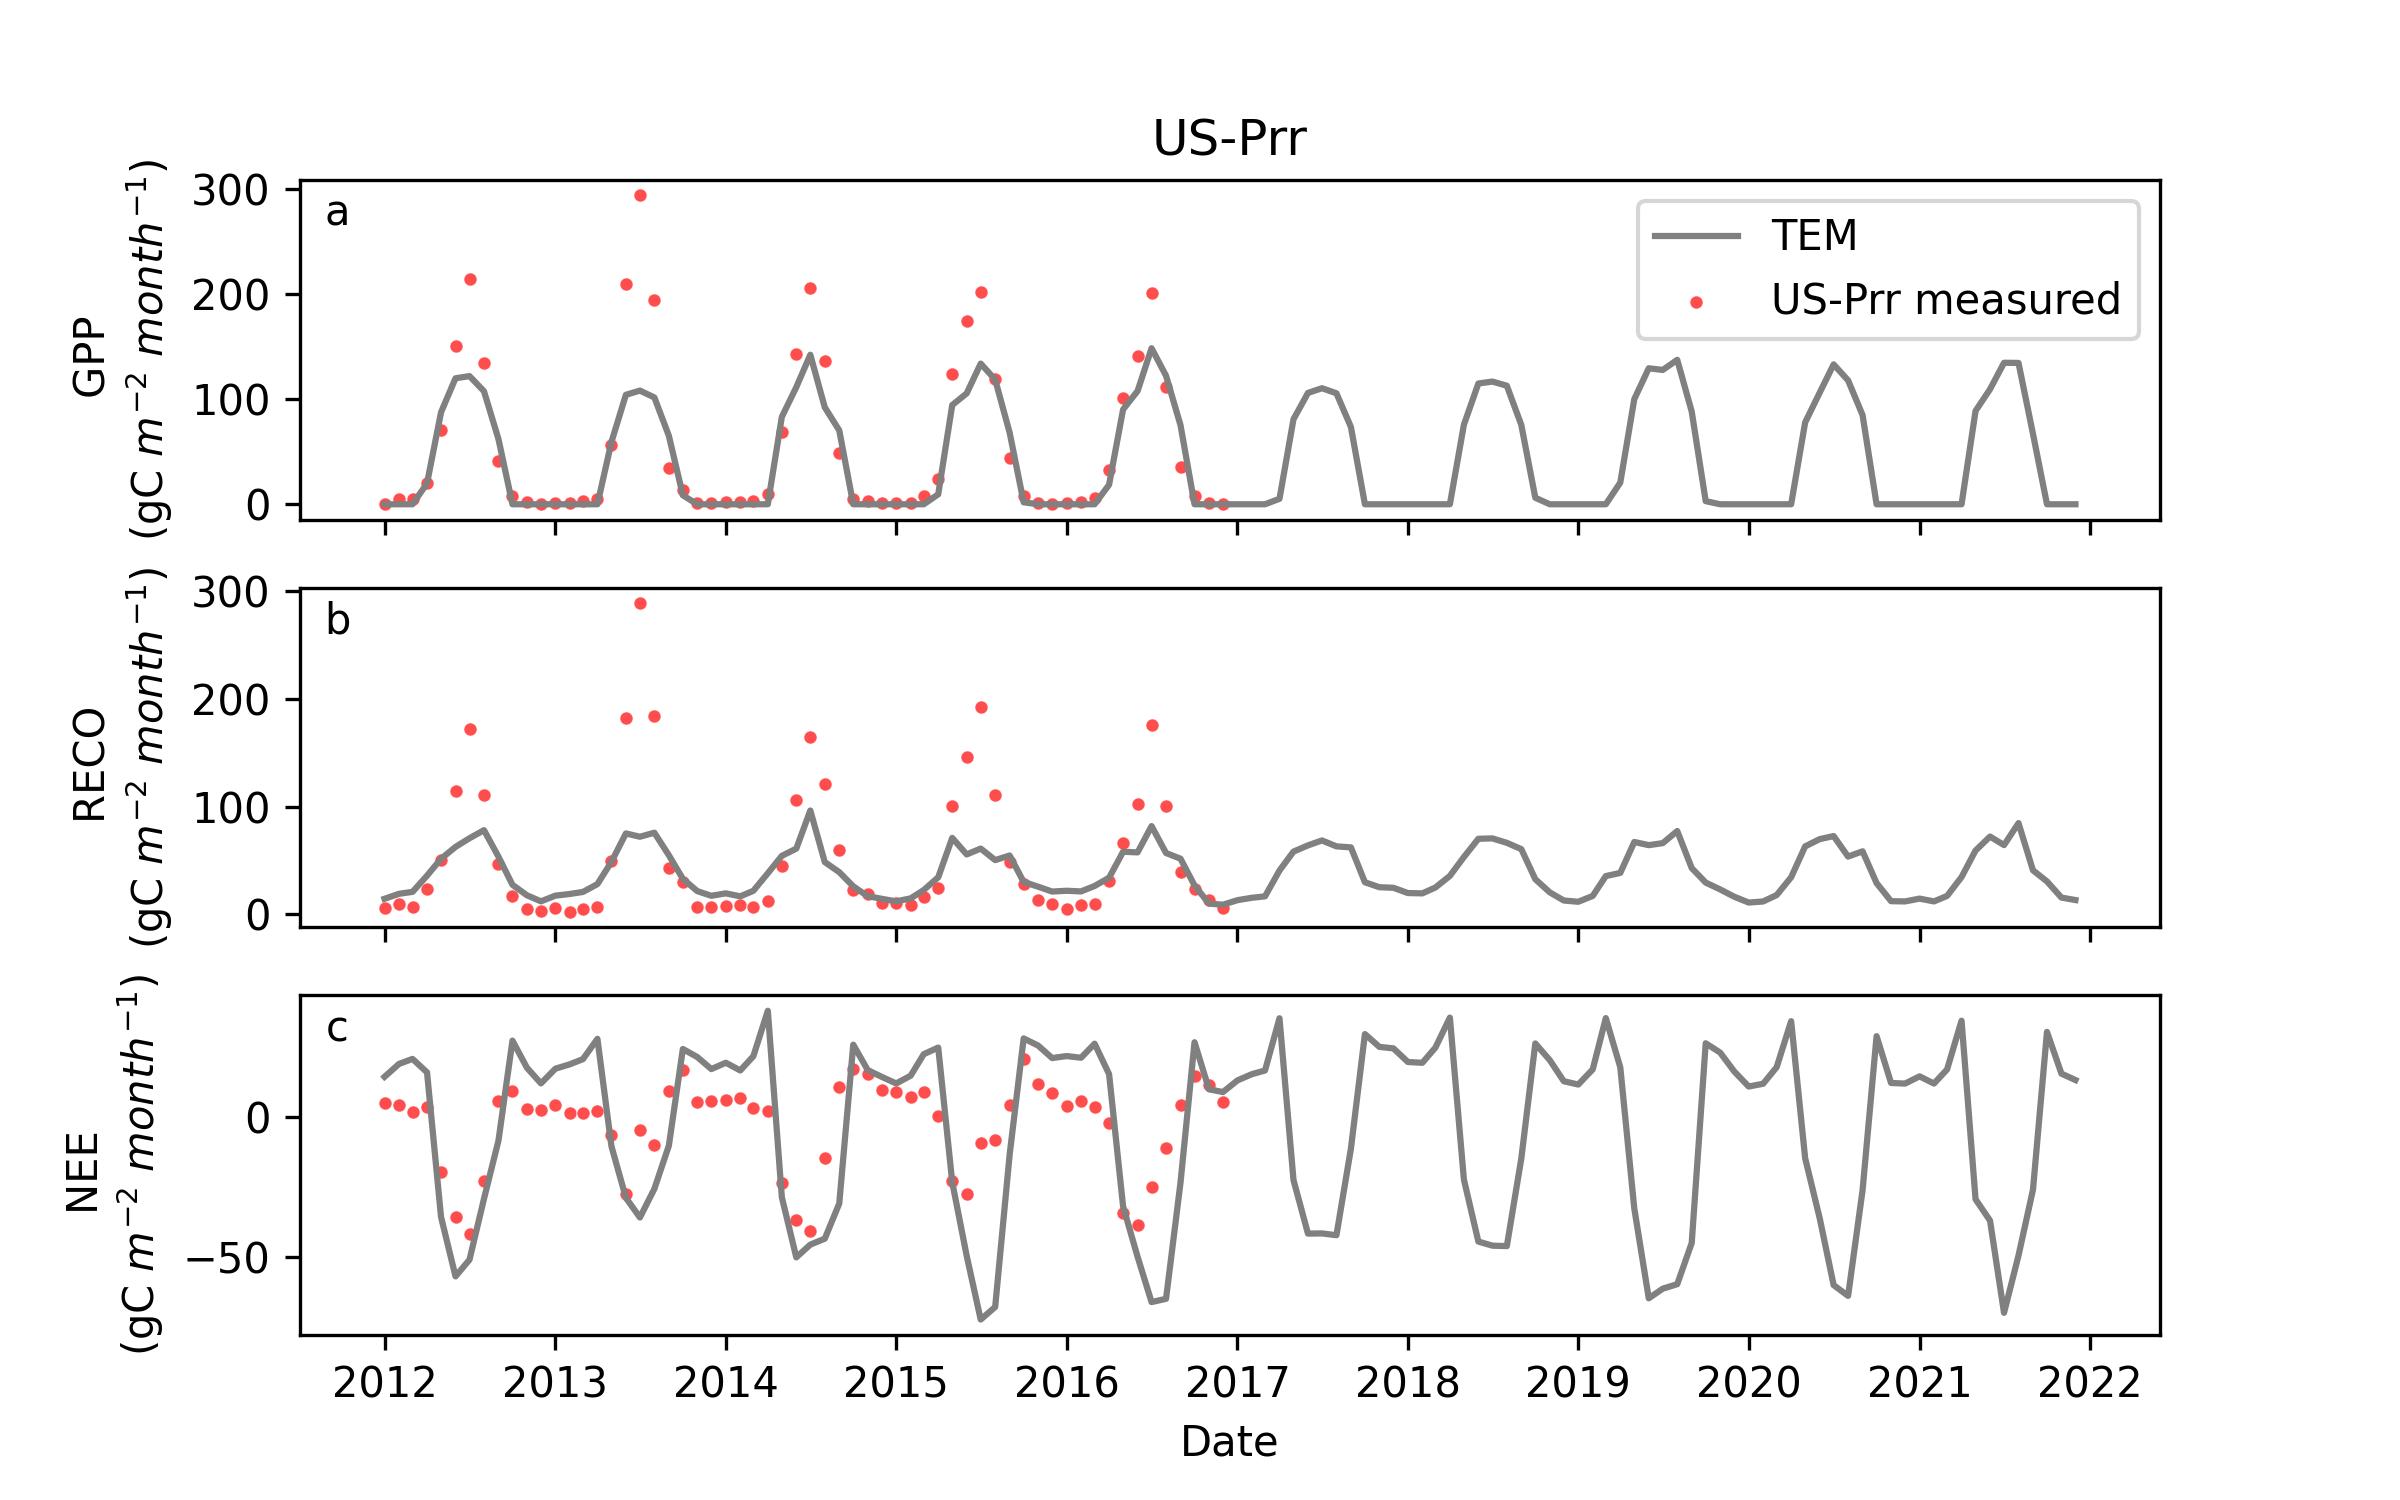 US-Prr
a
TEM
US-Prr measured
GPP
(gC m⁻² month⁻¹)
300
200
100
0
b
RECO
(gC m⁻² month⁻¹)
300
200
100
0
c
NEE
(gC m⁻² month⁻¹)
0
−50
2012 2013 2014 2015 2016 2017 2018 2019 2020 2021 2022
Date